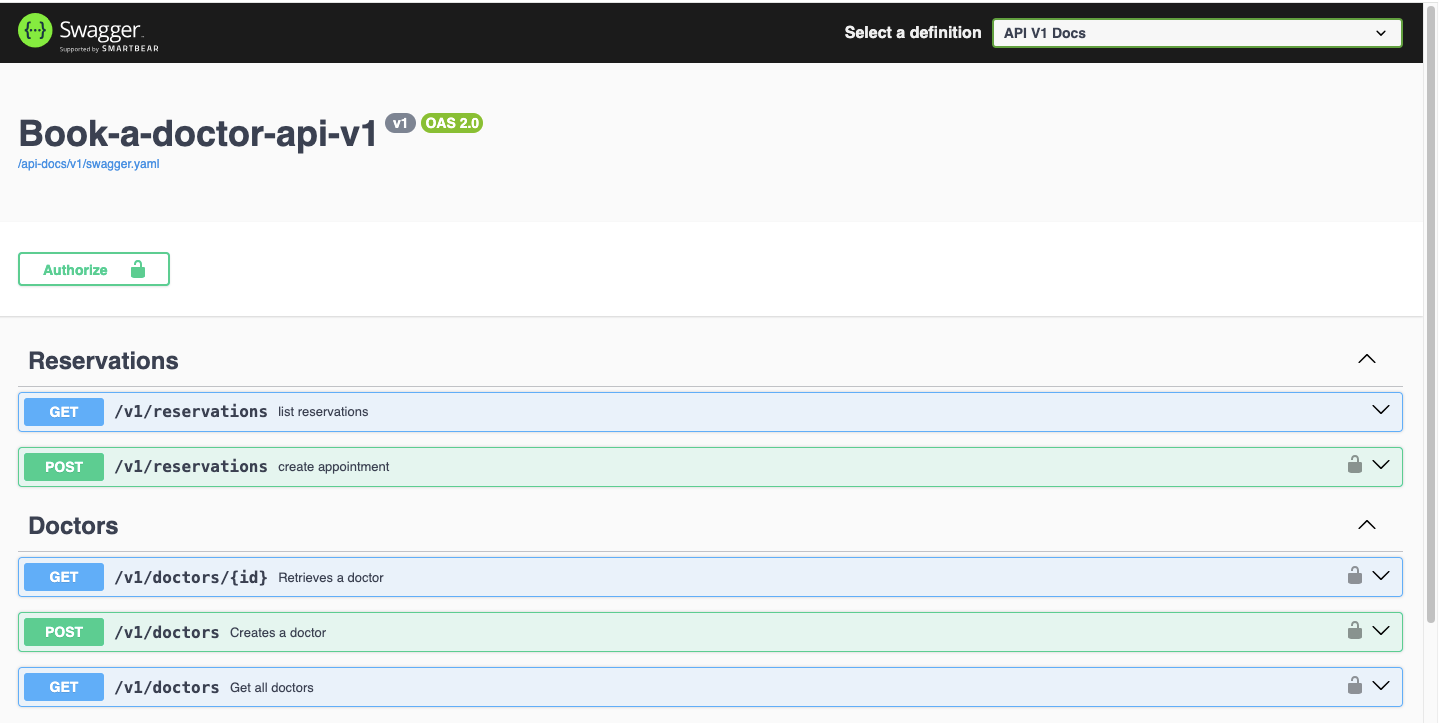 Swagger
Supported by SMARTBEAR
Select a definition
API V1 Docs
Book-a-doctor-api-v1 v1 OAS 2.0
/api-docs/v1/swagger.yaml
Authorize
Reservations
GET /v1/reservations list reservations
POST /v1/reservations create appointment
Doctors
GET /v1/doctors/{id} Retrieves a doctor
POST /v1/doctors Creates a doctor
GET /v1/doctors Get all doctors